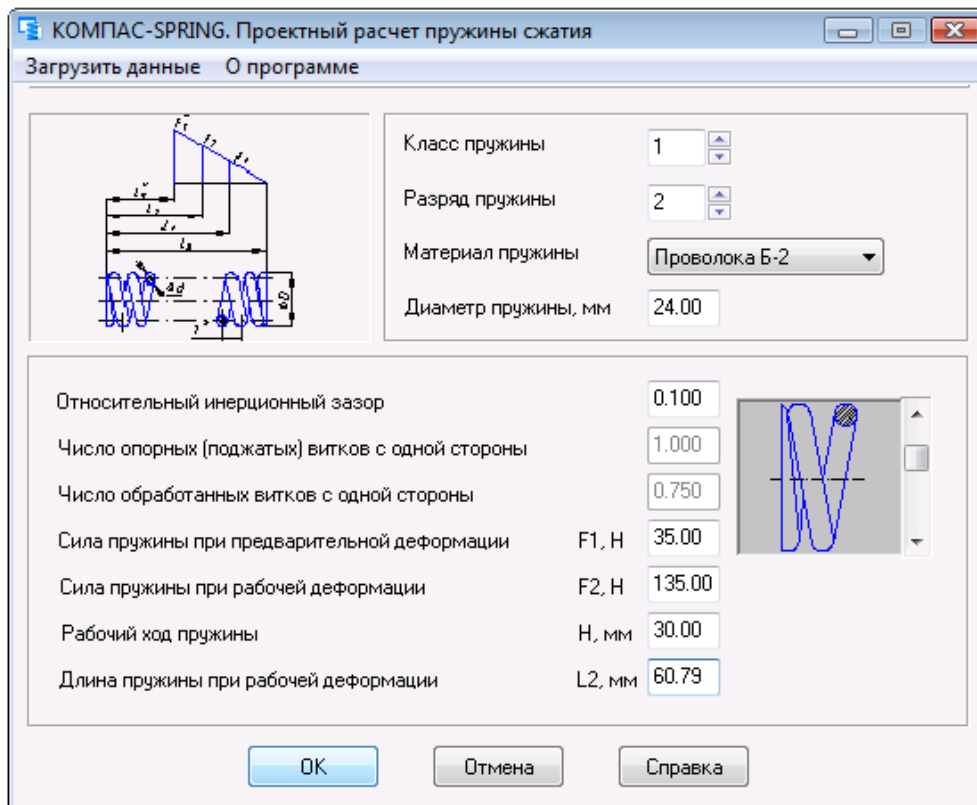 КОМПАС-SPRING. Проектный расчет пружины сжатия
Загрузить данные О программе
Класс пружины 1
Разряд пружины 2
Материал пружины Проволока Б-2
Диаметр пружины, мм 24.00
Относительный инерционный зазор 0.100
Число опорных (поджатых) витков с одной стороны 1.000
Число обработанных витков с одной стороны 0.750
Сила пружины при предварительной деформации F1, Н 35.00
Сила пружины при рабочей деформации F2, Н 135.00
Рабочий ход пружины H, мм 30.00
Длина пружины при рабочей деформации L2, мм 60.79
OK Отмена Справка